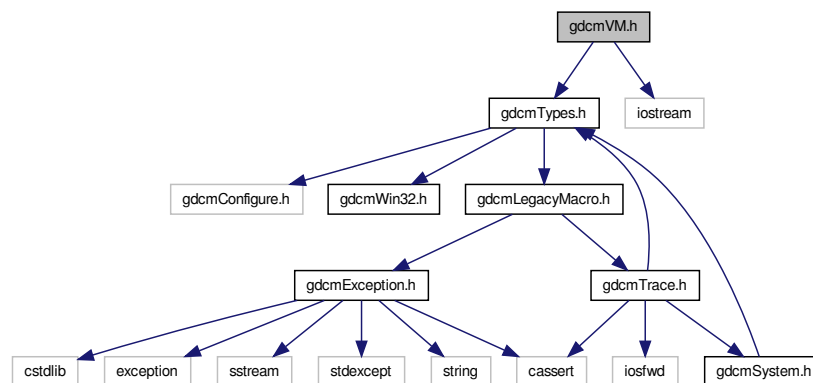 gdcmVM.h
gdcmTypes.h
iostream
gdcmConfigure.h
gdcmWin32.h
gdcmLegacyMacro.h
gdcmException.h
gdcmTrace.h
cstdlib
exception
sstream
stdexcept
string
cassert
iosfwd
gdcmSystem.h